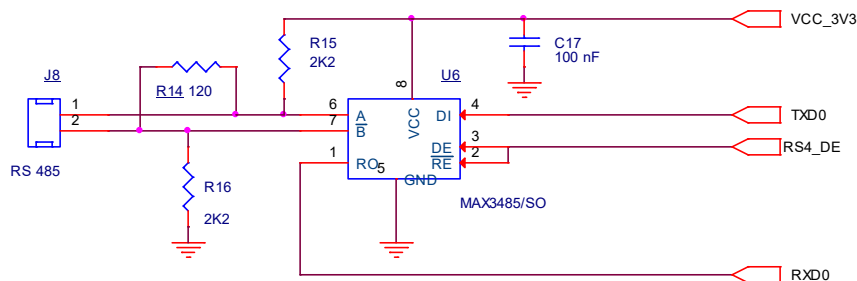 VCC_3V3
R15
2K2
C17
100 nF
J8
R14 120
8
U6
1
2
6
7
A
B
VCC
DI
4
TXD0
DE
RE
3
2
RS4_DE
1
RO
5
GND
RS 485
R16
2K2
MAX3485/SO
RXD0